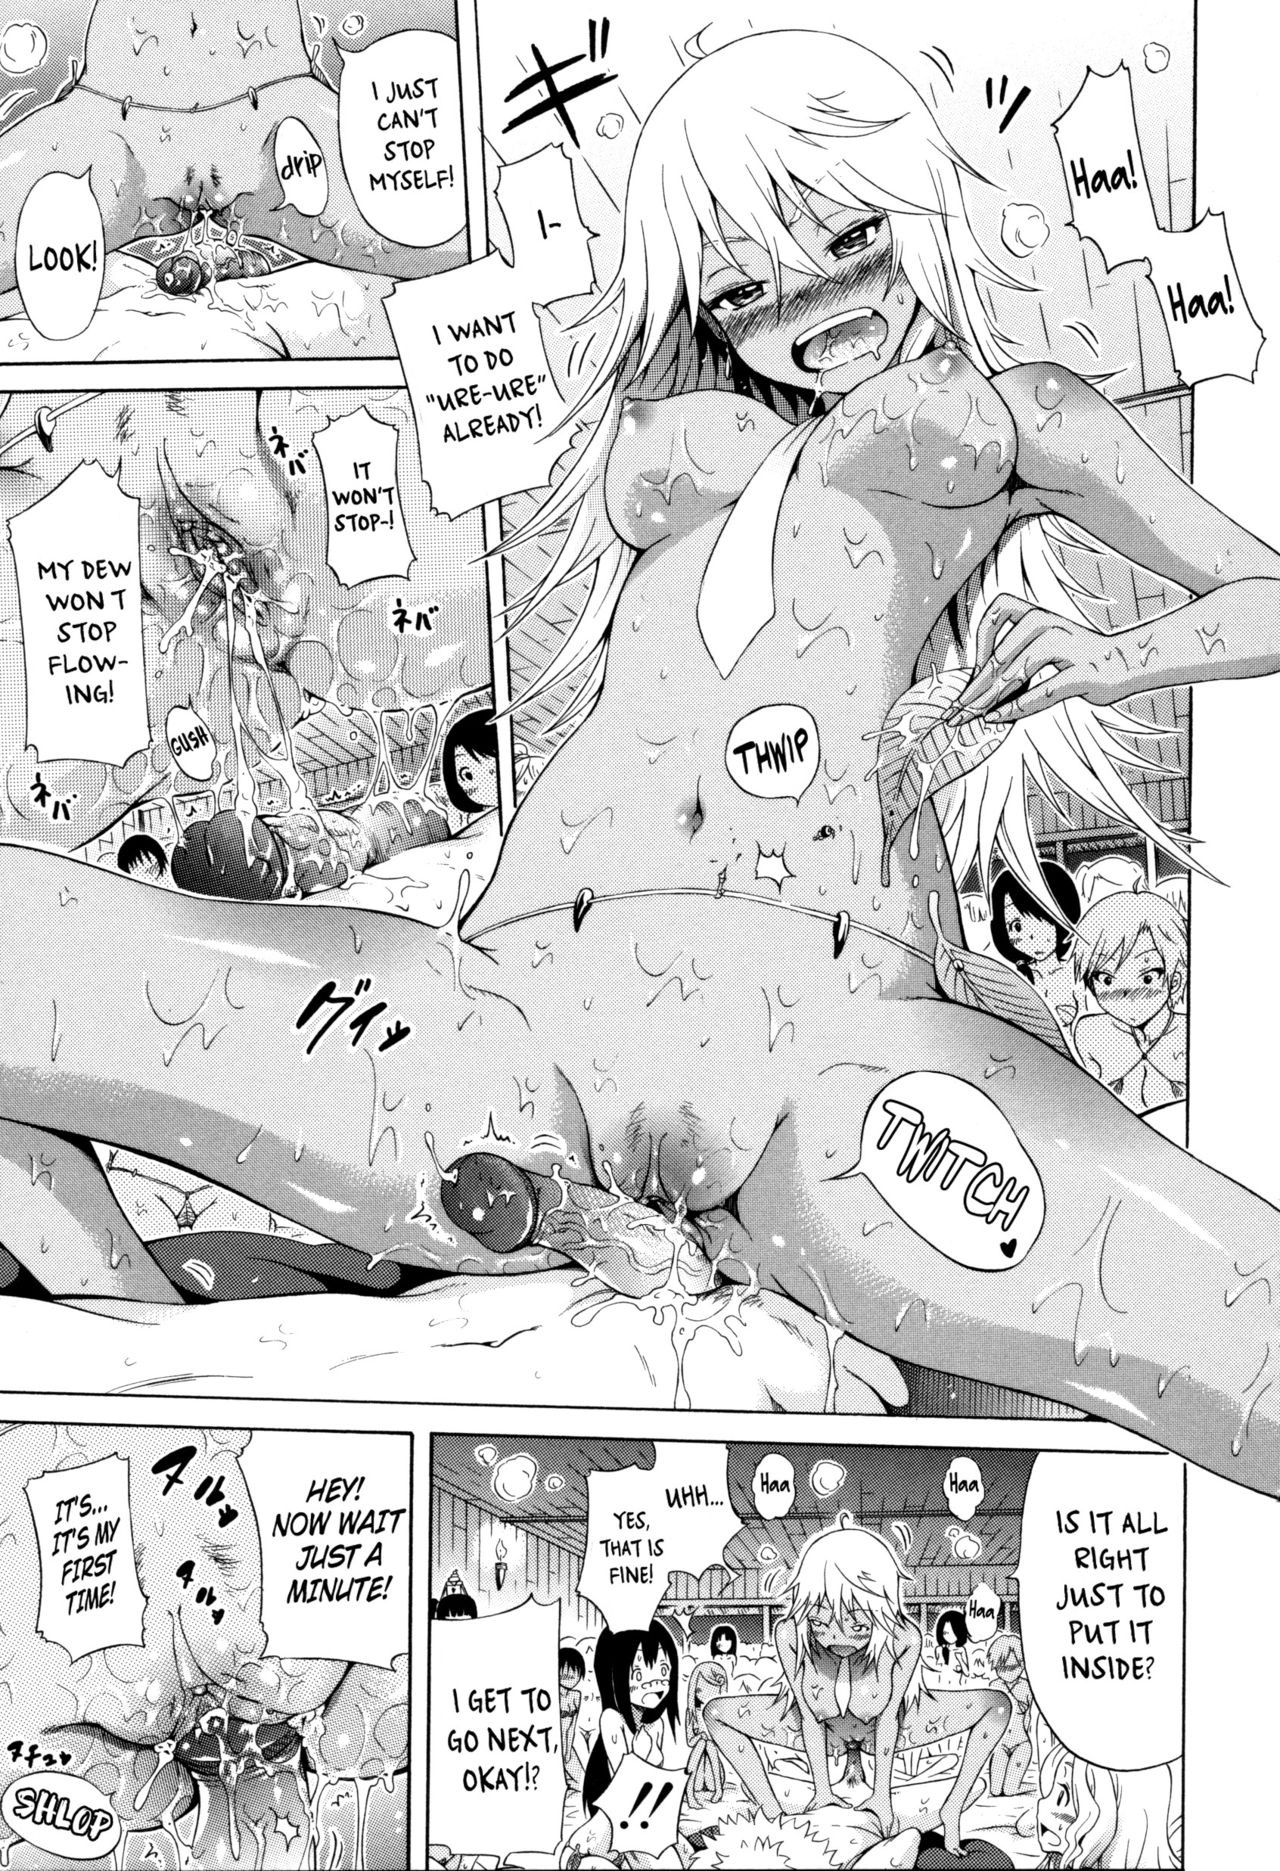 I JUST
CAN'T
STOP
MYSELF!
drip
LOOK!
IT
WON'T
STOP-!
ネバ
MY DEW
WON'T
STOP
FLOW-
ING!
ネバ
GUSH
ネバ
Haa!
Haa!
I-
I WANT
TO DO
"URE-URE"
ALREADY!
THWIP
グイッ
TWITCH
IS IT ALL
RIGHT
JUST TO
PUT IT
INSIDE?
Haa
Haa
Haa
UHH...
YES,
THAT IS
FINE!
I GET TO
GO NEXT,
OKAY!?
!!
HEY!
NOW WAIT
JUST A
MINUTE!
IT'S...
IT'S MY
FIRST
TIME!
SHLOP